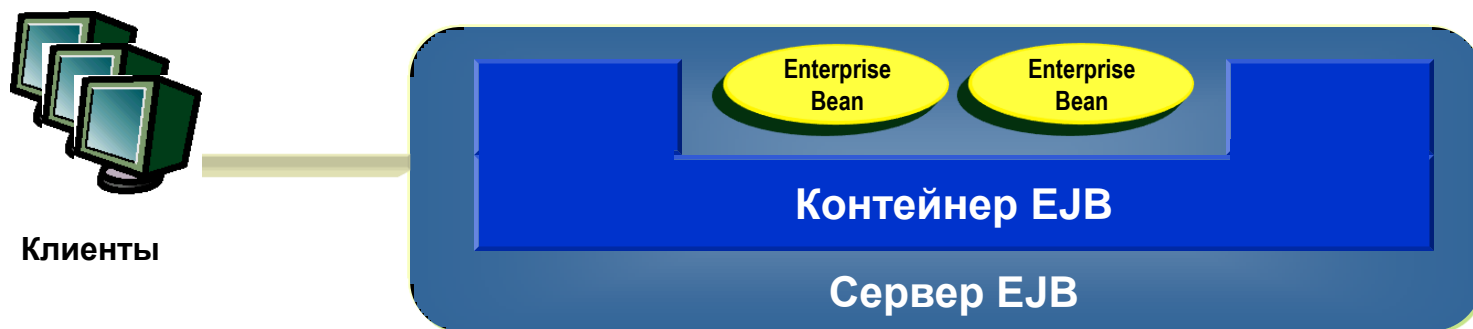 Enterprise
Bean
Enterprise
Bean
Контейнер EJB
Клиенты
Сервер EJB